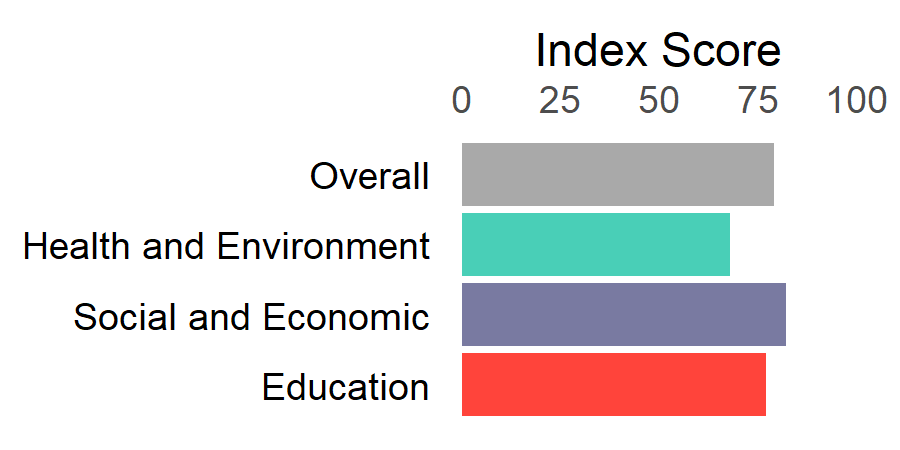 Index Score
0 25 50 75 100
Overall
Health and Environment
Social and Economic
Education